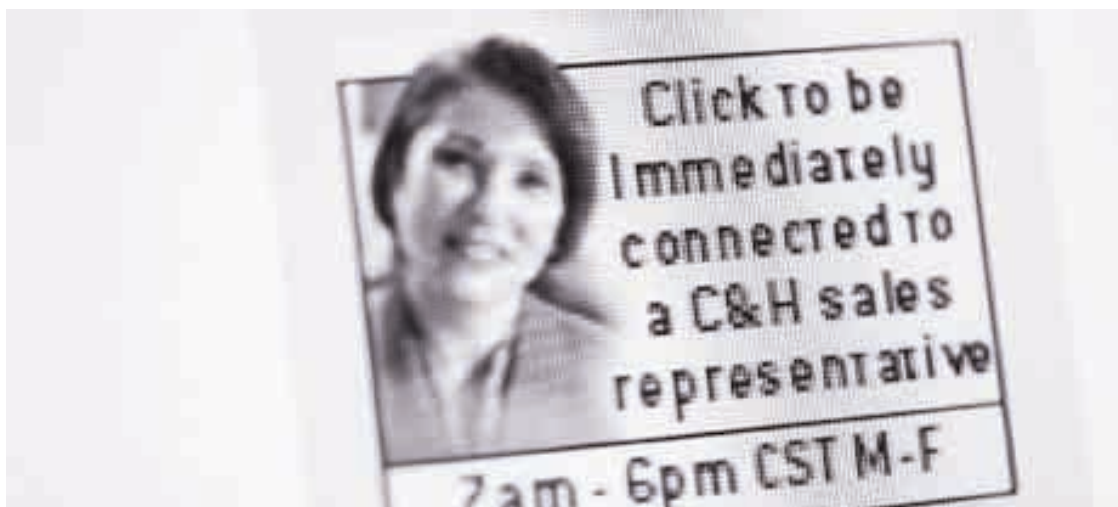 Click to be
Immediately
connected to
a C&H sales
representative
7am - 6pm CST M-F